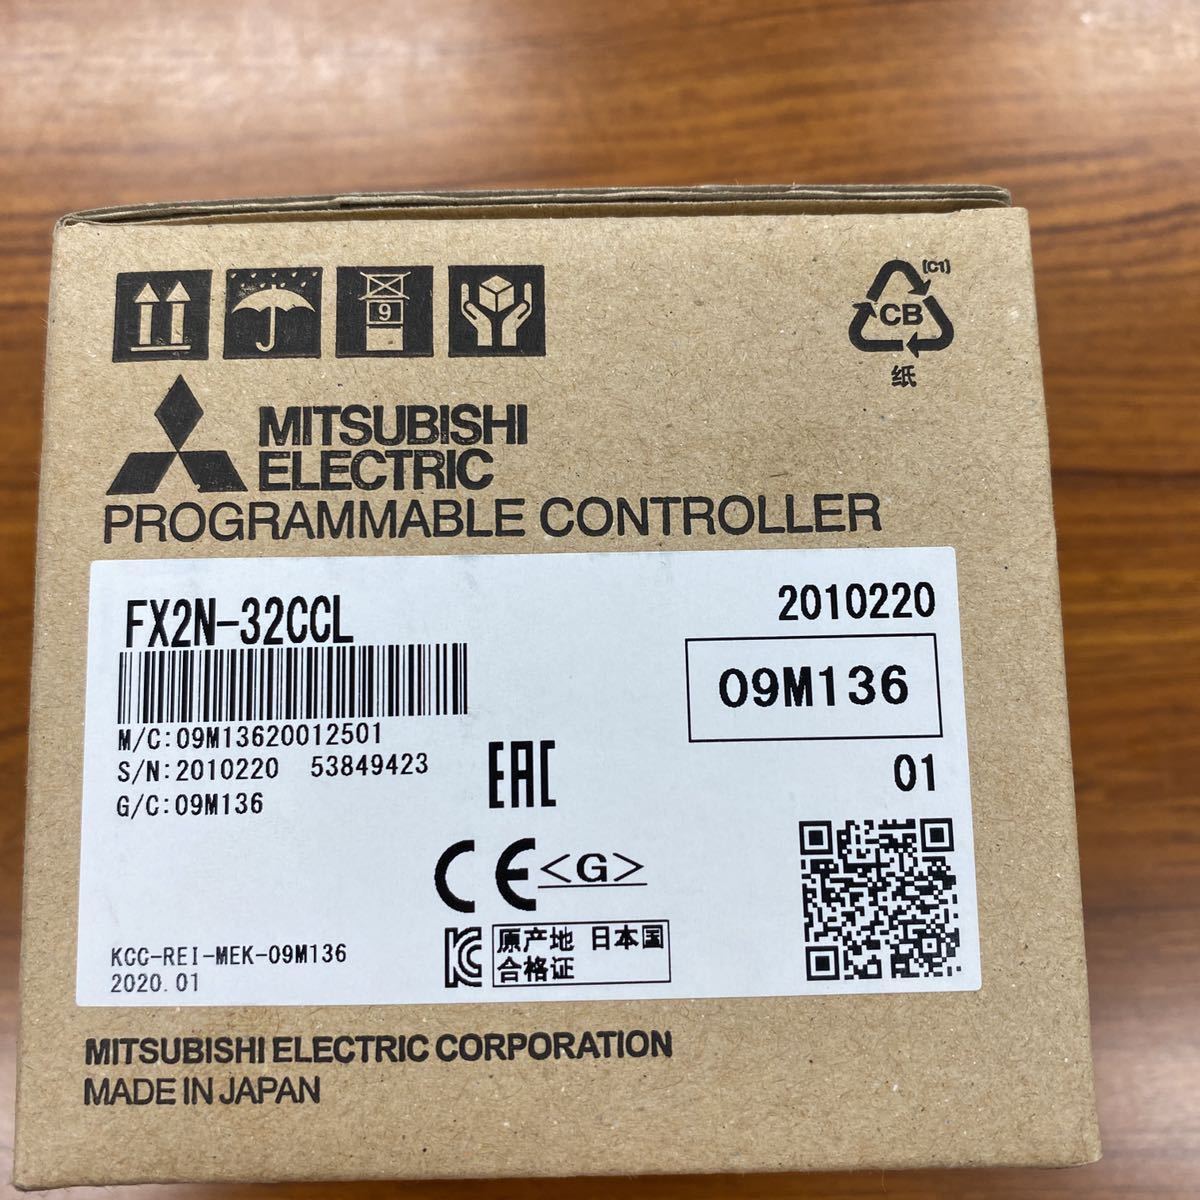 9
(C1)
CB
纸
MITSUBISHI
ELECTRIC
PROGRAMMABLE CONTROLLER
FX2N-32CCL
2010220
09M136
M/C:09M13620012501
S/N:2010220 53849423
G/C:09M136
EAC
01
CE <G>
KCC-REI-MEK-09M136
2020.01
原产地 日本国
合格证
MITSUBISHI ELECTRIC CORPORATION
MADE IN JAPAN